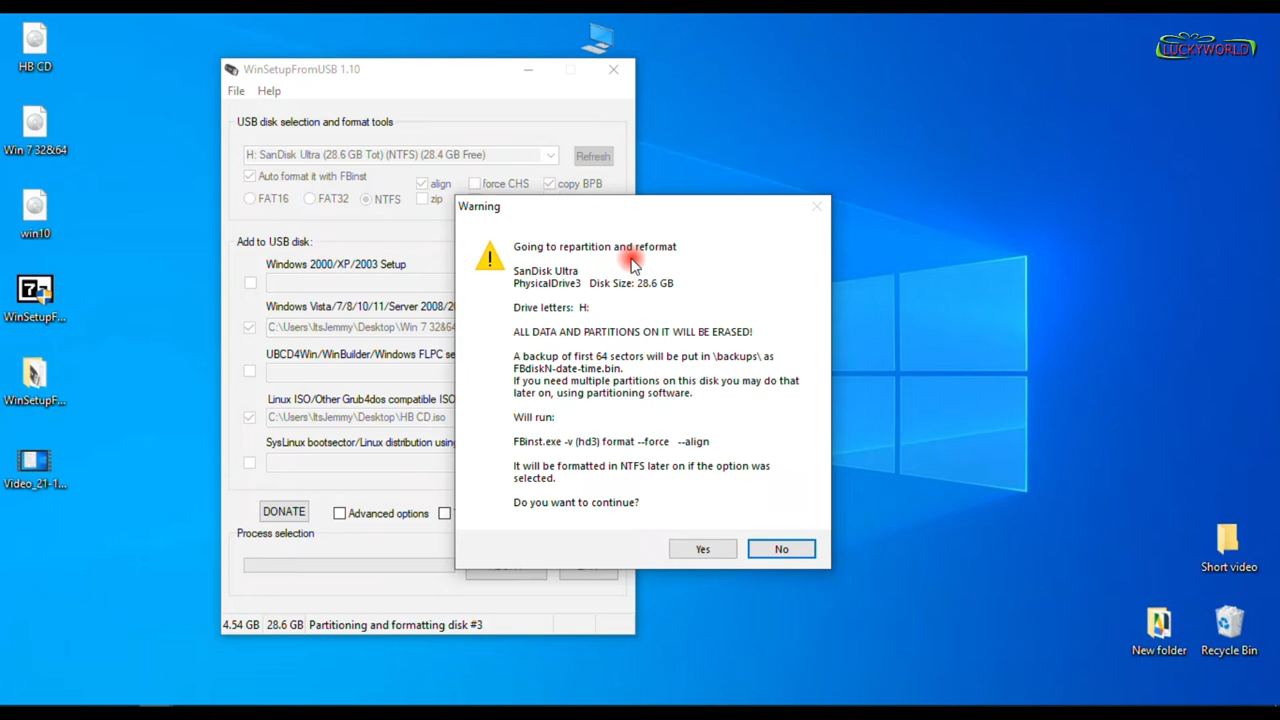 HB CD
Win 7 32&64
win10
WinSetupF...
WinSetupF...
Video_21-1...
LUCKYWORLD
WinSetupFromUSB 1.10
File Help
USB disk selection and format tools
H: SanDisk Ultra (28.6 GB Tot) (NTFS) (28.4 GB Free)
Refresh
Auto format it with FBinst
align
force CHS
copy BPB
FAT16
FAT32
NTFS
zip
Add to USB disk:
Windows 2000/XP/2003 Setup
Windows Vista/7/8/10/11/Server 2008/2
C:\Users\ItsJemmy\Desktop\Win 7 32&64
UBCD4Win/WinBuilder/Windows FLPC se
Linux ISO/Other Grub4dos compatible ISO
C:\Users\ItsJemmy\Desktop\HB CD.iso
SysLinux bootsector/Linux distribution using
DONATE
Advanced options
Process selection
4.54 GB 28.6 GB Partitioning and formatting disk #3
Warning
Going to repartition and reformat
SanDisk Ultra
PhysicalDrive3 Disk Size: 28.6 GB
Drive letters: H:
ALL DATA AND PARTITIONS ON IT WILL BE ERASED!
A backup of first 64 sectors will be put in \backups\ as
FBdiskN-date-time.bin.
If you need multiple partitions on this disk you may do that
later on, using partitioning software.
Will run:
FBinst.exe -v (hd3) format --force --align
It will be formatted in NTFS later on if the option was
selected.
Do you want to continue?
Yes
No
Short video
New folder
Recycle Bin